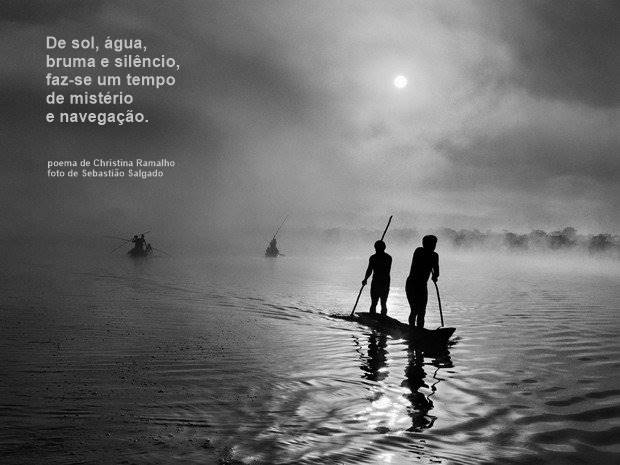 De sol, água,
bruma e silêncio,
faz-se um tempo
de mistério
e navegação.
poema de Christina Ramalho
foto de Sebastião Salgado